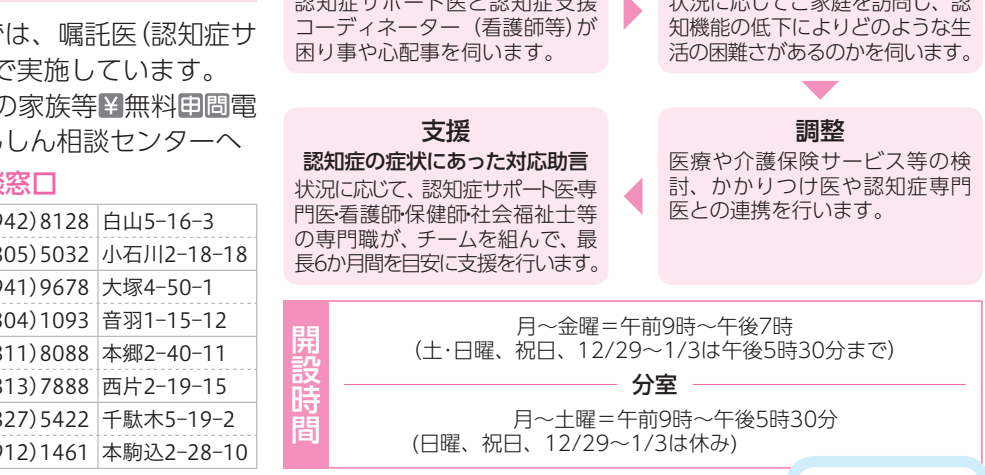 では、嘱託医(認知症サ
で実施しています。
の家族等¥無料申問電
しん相談センターへ
窓口
942)8128 白山5-16-3
305)5032 小石川2-18-18
941)9678 大塚4-50-1
304)1093 音羽1-15-12
311)8088 本郷2-40-11
313)7888 西片2-19-15
327)5422 千駄木5-19-2
912)1461 本駒込2-28-10
認知症サポート医と認知症支援
コーディネーター(看護師等)が
困り事や心配事を伺います。
状況に応じてご家庭を訪問し、認
知機能の低下によりどのような生
活の困難さがあるのかを伺います。
調整
医療や介護保険サービス等の検
討、かかりつけ医や認知症専門
医との連携を行います。
支援
認知症の症状にあった対応助言
状況に応じて、認知症サポート医・専
門医・看護師・保健師・社会福祉士等
の専門職が、チームを組んで、最
長6か月間を目安に支援を行います。
開設時間
月〜金曜=午前9時〜午後7時
(土・日曜、祝日、12/29〜1/3は午後5時30分まで)
分室
月〜土曜=午前9時〜午後5時30分
(日曜、祝日、12/29〜1/3は休み)